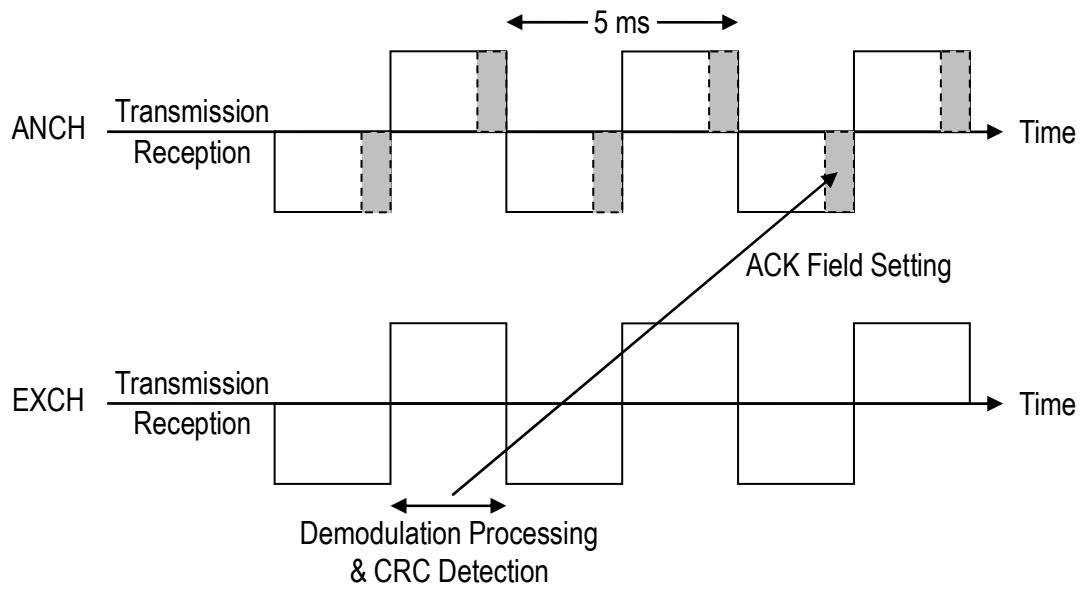 5 ms
Transmission
ANCH
Time
Reception
ACK Field Setting
Transmission
EXCH
Time
Reception
Demodulation Processing
& CRC Detection